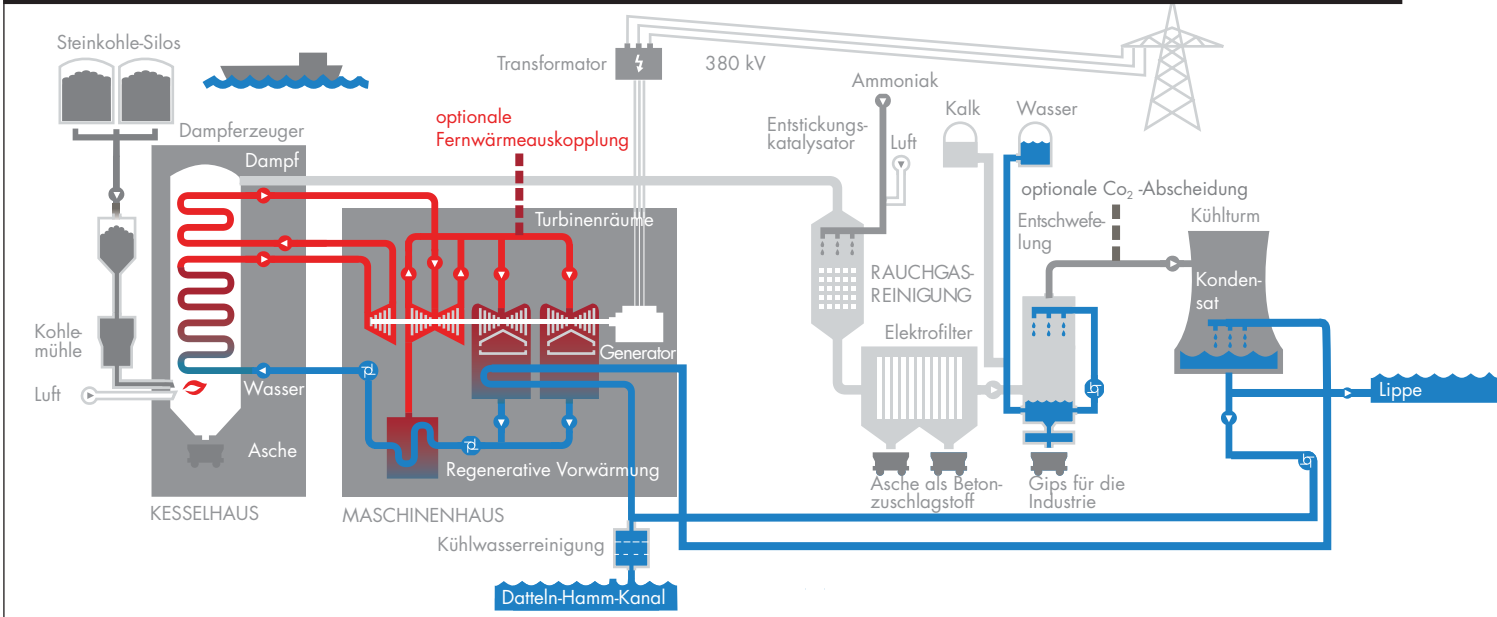 Steinkohle-Silos
Transformator
380 kV
Ammoniak
Kalk
Wasser
optionale
Fernwärmeauskopplung
Entstickungs-
katalysator
Luft
Dampferzeuger
Dampf
optionale Co₂ -Abscheidung
Entschwefe-
lung
Kühlturm
Turbinenräume
RAUCHGAS-
REINIGUNG
Konden-
sat
Kohle-
mühle
Elektrofilter
Generator
Luft
Wasser
Lippe
Asche
Regenerative Vorwärmung
Asche als Beton-
zuschlagstoff
Gips für die
Industrie
KESSELHAUS
MASCHINENHAUS
Kühlwasserreinigung
Datteln-Hamm-Kanal